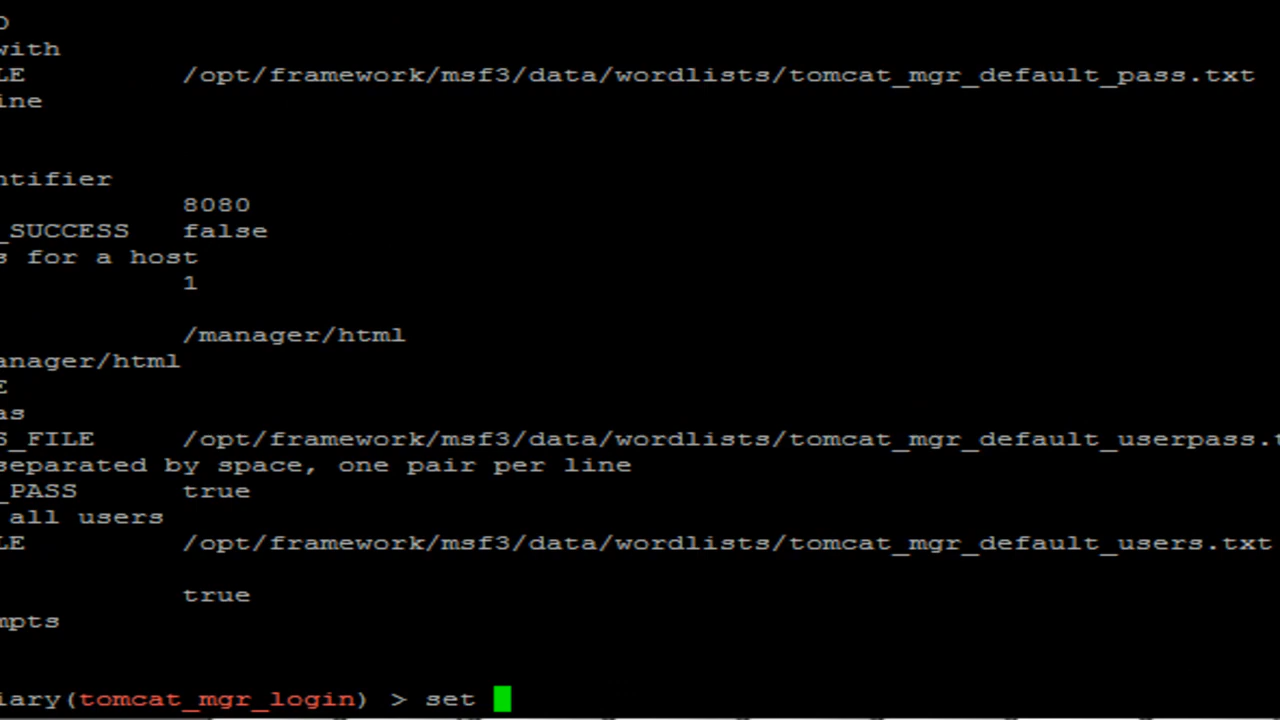 O
with
LE /opt/framework/msf3/data/wordlists/tomcat_mgr_default_pass.txt
ine
ntifier
8080
_SUCCESS false
s for a host
1
/manager/html
anager/html
E
as
S_FILE /opt/framework/msf3/data/wordlists/tomcat_mgr_default_userpass.t
separated by space, one pair per line
_PASS true
all users
LE /opt/framework/msf3/data/wordlists/tomcat_mgr_default_users.txt
true
mpts
iary(tomcat_mgr_login) > set